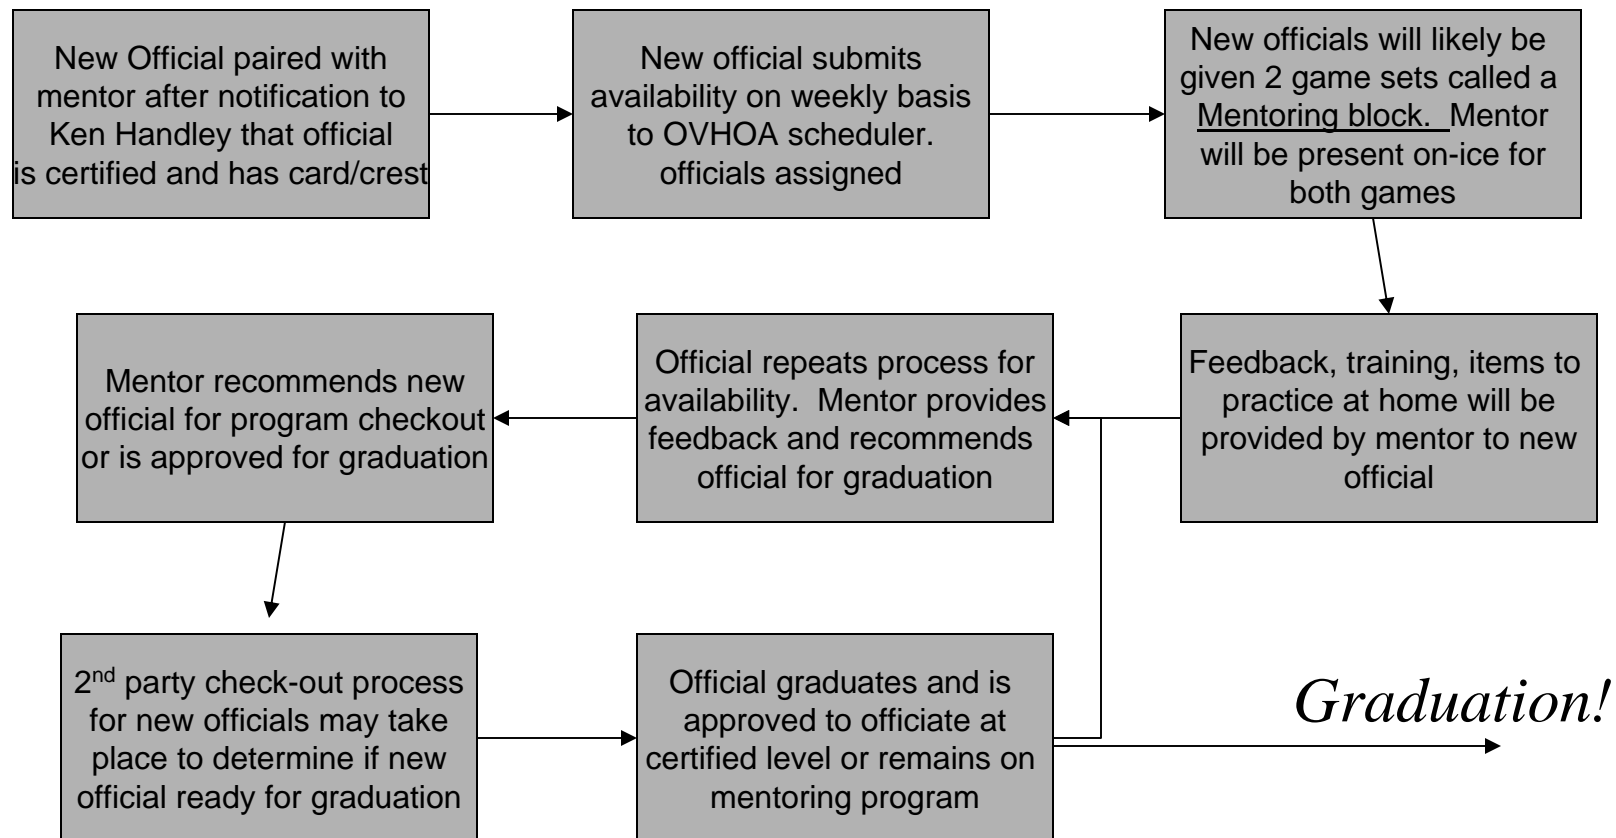 New Official paired with
mentor after notification to
Ken Handley that official
is certified and has card/crest
New official submits
availability on weekly basis
to OVHOA scheduler.
officials assigned
New officials will likely be
given 2 game sets called a
Mentoring block. Mentor
will be present on-ice for
both games
Feedback, training, items to
practice at home will be
provided by mentor to new
official
Official repeats process for
availability. Mentor provides
feedback and recommends
official for graduation
Mentor recommends new
official for program checkout
or is approved for graduation
2nd party check-out process
for new officials may take
place to determine if new
official ready for graduation
Official graduates and is
approved to officiate at
certified level or remains on
mentoring program
Graduation!